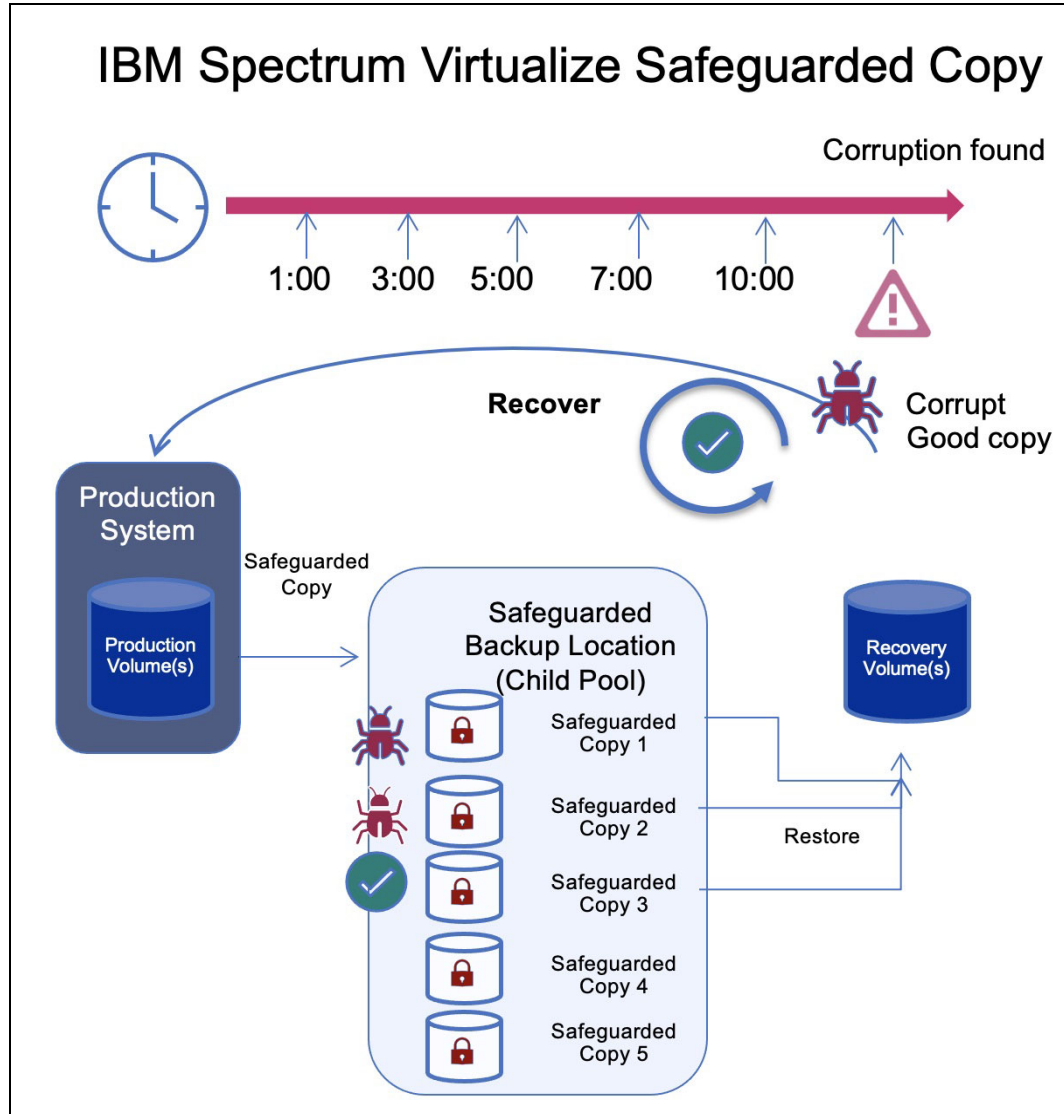 IBM Spectrum Virtualize Safeguarded Copy
Corruption found
1:00 3:00 5:00 7:00 10:00
Recover
Corrupt
Good copy
Production
System
Safeguarded
Copy
Production
Volume(s)
Safeguarded
Backup Location
(Child Pool)
Recovery
Volume(s)
Safeguarded
Copy 1
Safeguarded
Copy 2
Restore
Safeguarded
Copy 3
Safeguarded
Copy 4
Safeguarded
Copy 5